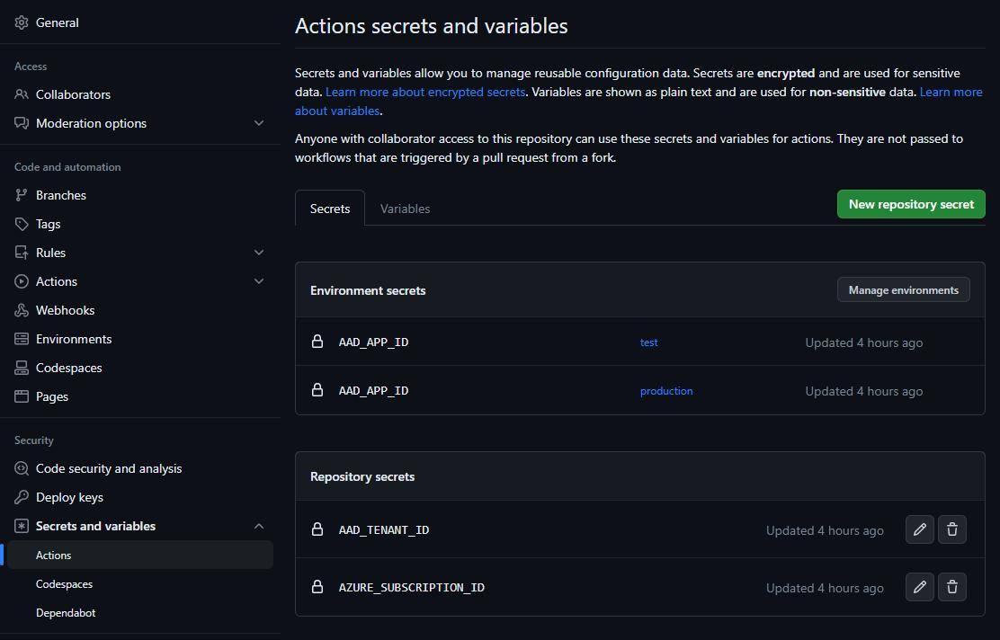 General
Access
Collaborators
Moderation options
Code and automation
Branches
Tags
Rules
Actions
Webhooks
Environments
Codespaces
Pages
Security
Code security and analysis
Deploy keys
Secrets and variables
Actions
Codespaces
Dependabot
Actions secrets and variables
Secrets and variables allow you to manage reusable configuration data. Secrets are encrypted and are used for sensitive
data. Learn more about encrypted secrets. Variables are shown as plain text and are used for non-sensitive data. Learn more
about variables.
Anyone with collaborator access to this repository can use these secrets and variables for actions. They are not passed to
workflows that are triggered by a pull request from a fork.
Secrets Variables New repository secret
Environment secrets Manage environments
AAD_APP_ID test Updated 4 hours ago
AAD_APP_ID production Updated 4 hours ago
Repository secrets
AAD_TENANT_ID Updated 4 hours ago
AZURE_SUBSCRIPTION_ID Updated 4 hours ago